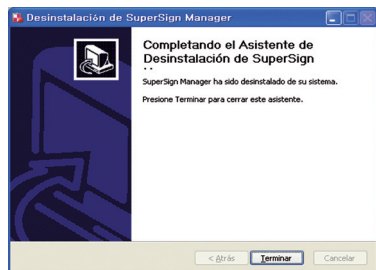 Desinstalación de SuperSign Manager
Completando el Asistente de
Desinstalación de SuperSign
SuperSign Manager ha sido desinstalado de su sistema.
Presione Terminar para cerrar este asistente.
< Atrás Terminar Cancelar